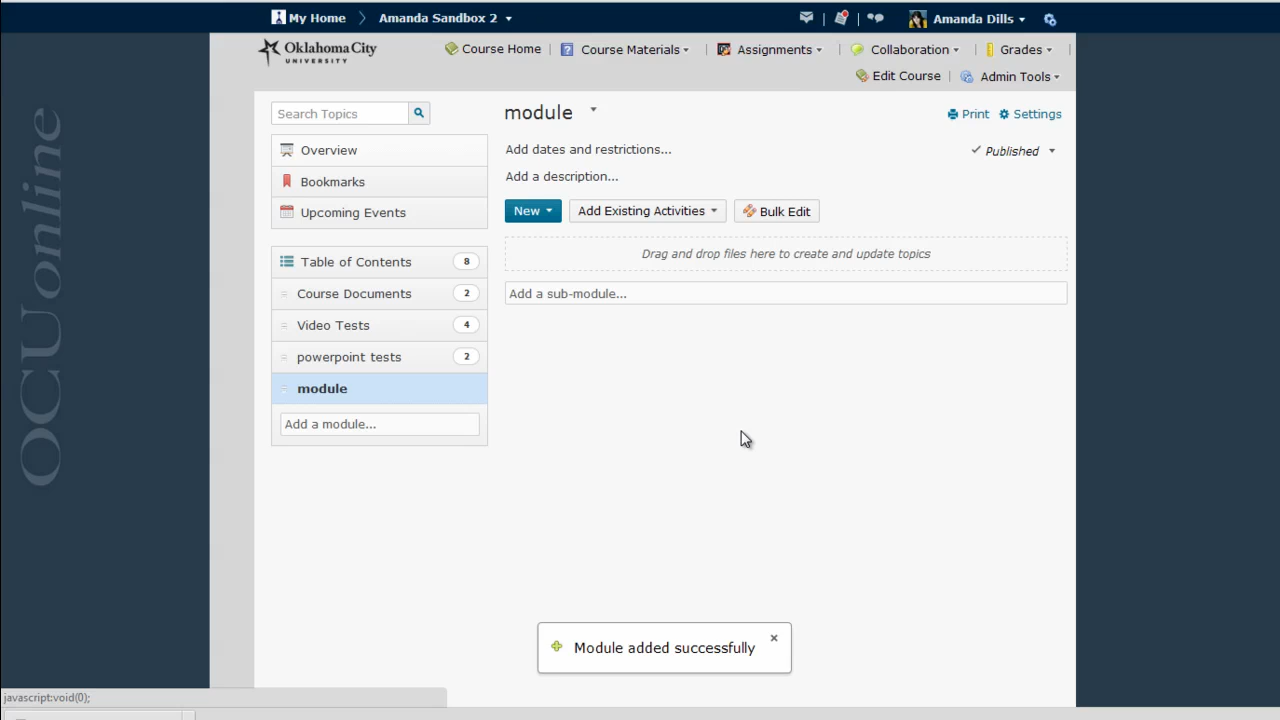 My Home
Amanda Sandbox 2
Amanda Dills
Oklahoma City
UNIVERSITY
Course Home
Course Materials
Assignments
Collaboration
Grades
Edit Course
Admin Tools
OCUonline
Search Topics
module
Print
Settings
Overview
Add dates and restrictions...
Published
Bookmarks
Add a description...
Upcoming Events
New
Add Existing Activities
Bulk Edit
Table of Contents 8
Drag and drop files here to create and update topics
Course Documents 2
Add a sub-module...
Video Tests 4
powerpoint tests 2
module
Add a module...
Module added successfully
javascript:void(0);